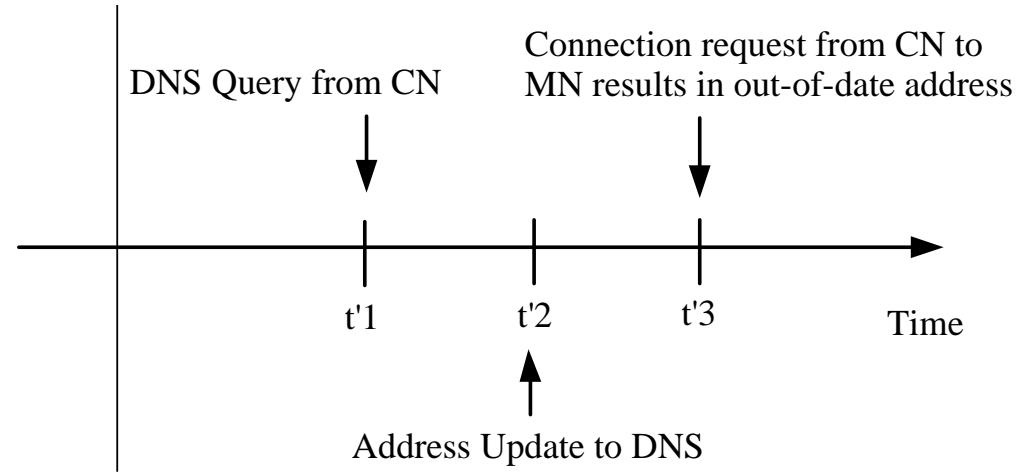 Connection request from CN to
MN results in out-of-date address
DNS Query from CN
t'1
t'2
t'3
Time
Address Update to DNS